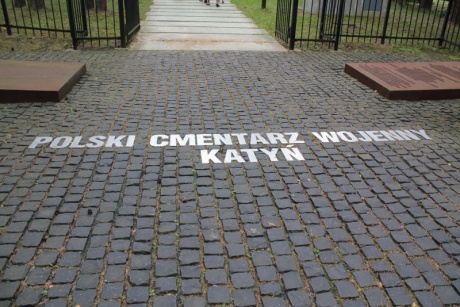 POLSKI CMENTARZ WOJENNY
KATYŃ